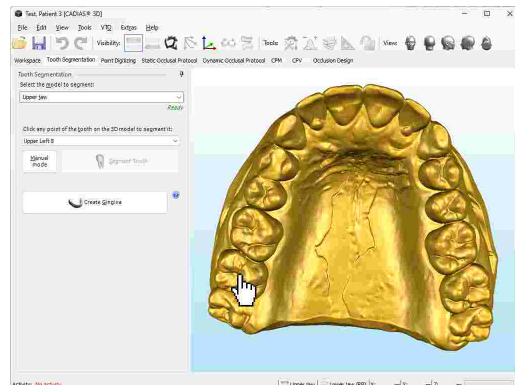 Test, Patient 3 [CADIAS® 3D]
File Edit View Tools VTO Extras Help
Visibility: Tools: View:
Workspace Tooth Segmentation Point Digitizing Static Occlusal Protocol Dynamic Occlusal Protocol CPM CPV Occlusion Design
Tooth Segmentation
Select the model to segment:
Upper jaw
Ready
Click any point of the tooth on the 3D model to segment it:
Upper Left 8
Manual mode
Segment Tooth
Create Gingiva
Activity: No activity
Upper jaw Lower jaw (RP) X: Y: Z: